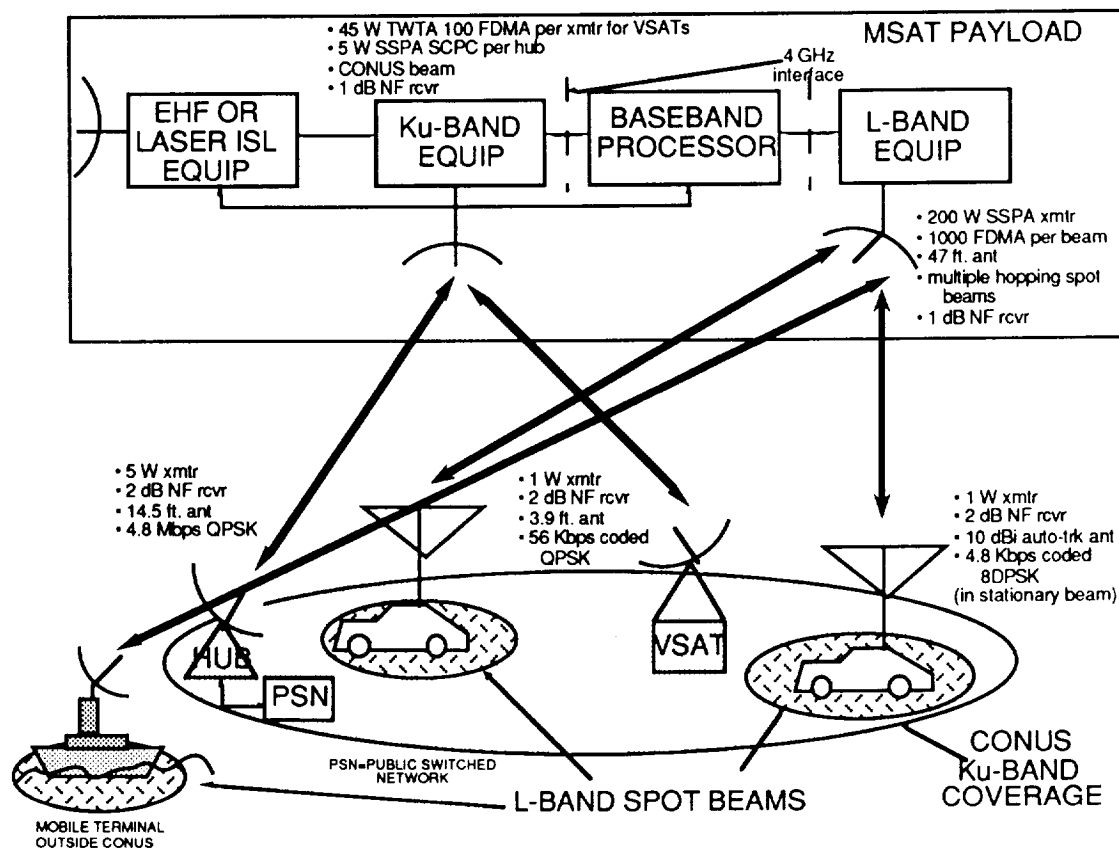 • 45 W TWTA 100 FDMA per xmtr for VSATs
• 5 W SSPA SCPC per hub
• CONUS beam
• 1 dB NF rcvr
MSAT PAYLOAD
4 GHz
interface
EHF OR
LASER ISL
EQUIP
Ku-BAND
EQUIP
BASEBAND
PROCESSOR
L-BAND
EQUIP
• 200 W SSPA xmtr
• 1000 FDMA per beam
• 47 ft. ant
• multiple hopping spot
beams
• 1 dB NF rcvr
• 5 W xmtr
• 2 dB NF rcvr
• 14.5 ft. ant
• 4.8 Mbps QPSK
• 1 W xmtr
• 2 dB NF rcvr
• 3.9 ft. ant
• 56 Kbps coded
QPSK
• 1 W xmtr
• 2 dB NF rcvr
• 10 dBi auto-trk ant
• 4.8 Kbps coded
8DPSK
(in stationary beam)
HUB
PSN
VSAT
PSN=PUBLIC SWITCHED
NETWORK
L-BAND SPOT BEAMS
CONUS
Ku-BAND
COVERAGE
MOBILE TERMINAL
OUTSIDE CONUS